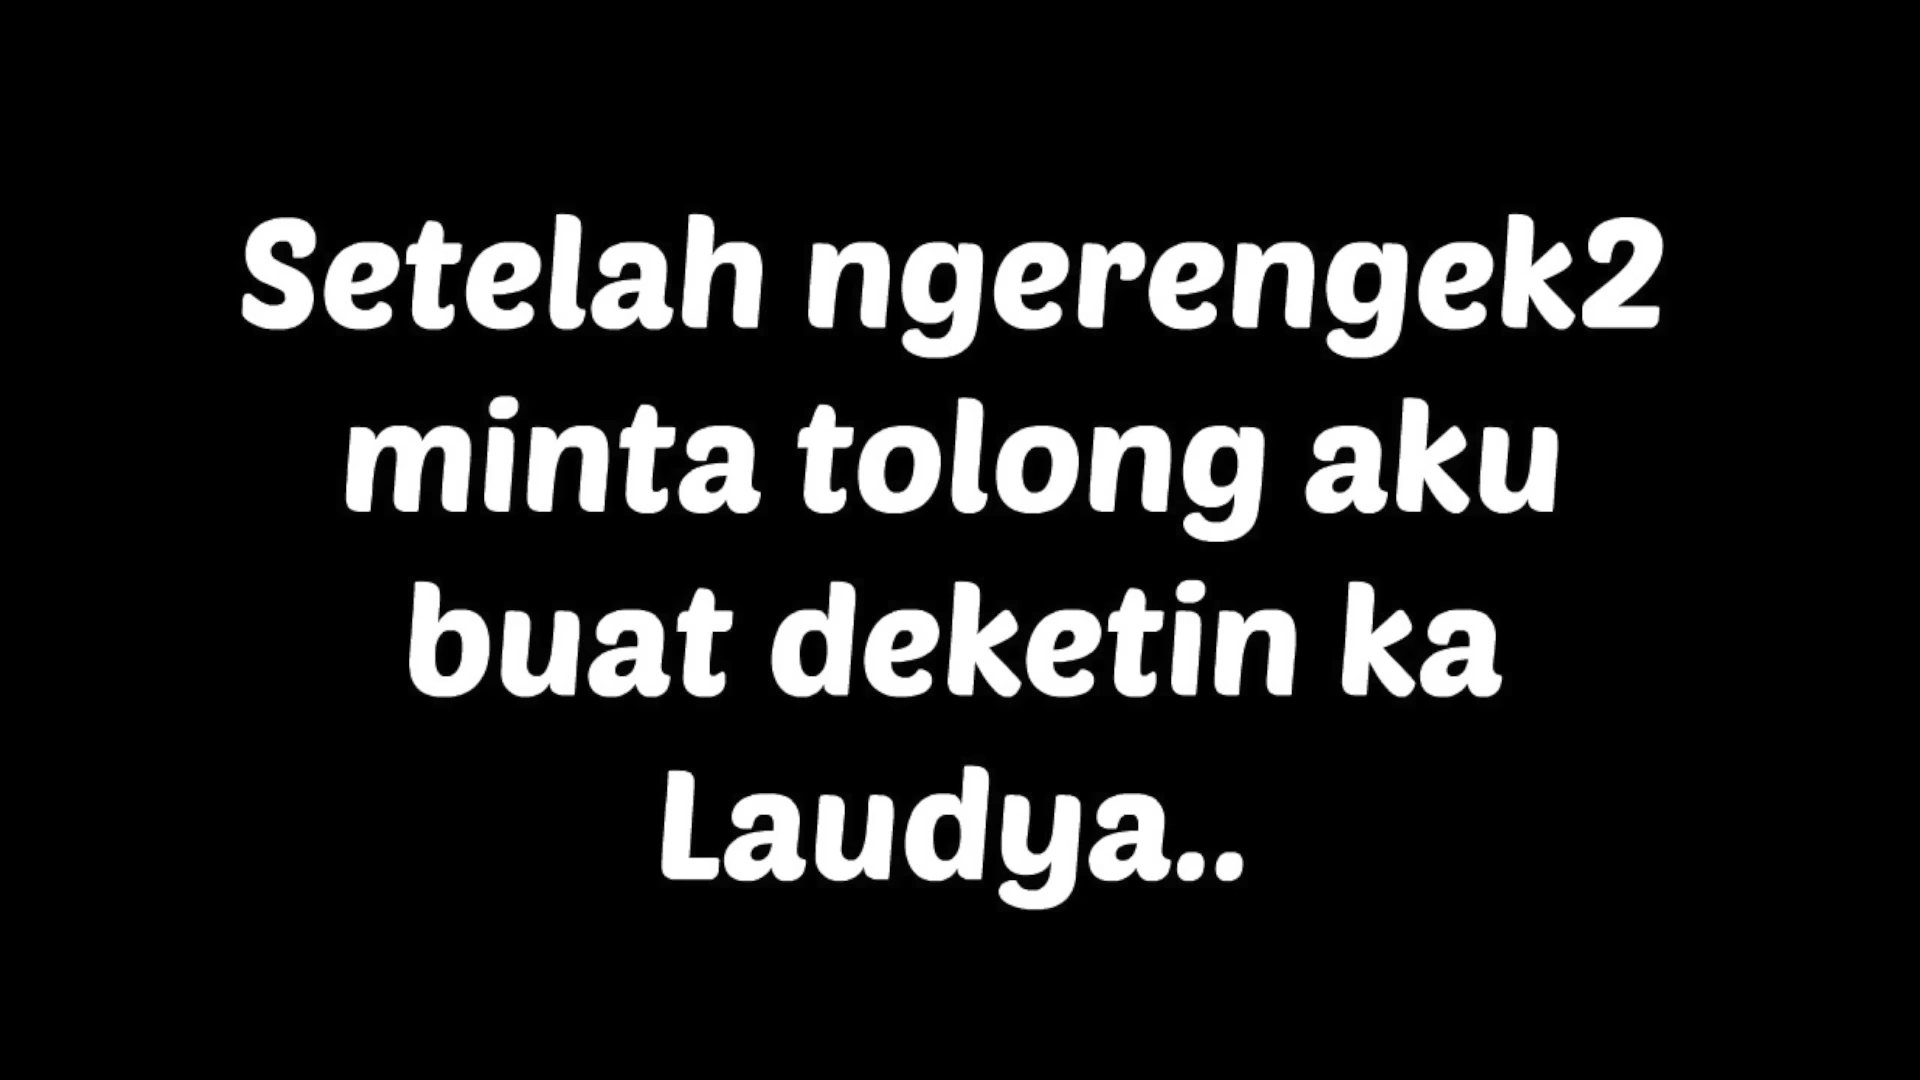 Setelah ngerengek2
minta tolong aku
buat deketin ka
Laudya..